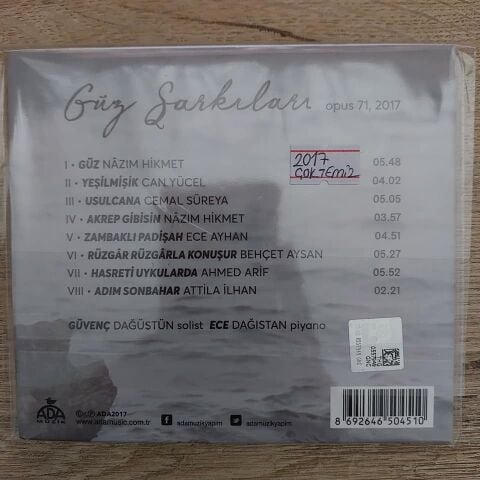 Güz Şarkıları opus 71, 2017
2017
ÇOK TEMİZ
I • GÜZ NÂZIM HİKMET 05.48
II • YEŞİLMİŞİK CAN YÜCEL 04.02
III • USULCANA CEMAL SÜREYA 05.05
IV • AKREP GİBİSİN NÂZIM HİKMET 03.57
V • ZAMBAKLI PADİŞAH ECE AYHAN 04.51
VI • RÜZGÂR RÜZGÂRLA KONUŞUR BEHÇET AYSAN 05.27
VII • HASRETİ UYKULARDA AHMED ARİF 05.52
VIII • ADIM SONBAHAR ATTİLA İLHAN 02.21
GÜVENÇ DAĞÜSTÜN solist ECE DAĞISTAN piyano
ADA
MÜZİK
©℗ ADA2017
www.adamusic.com.tr
adamuzikyapim
adamuzikyapim
8 692646 504510